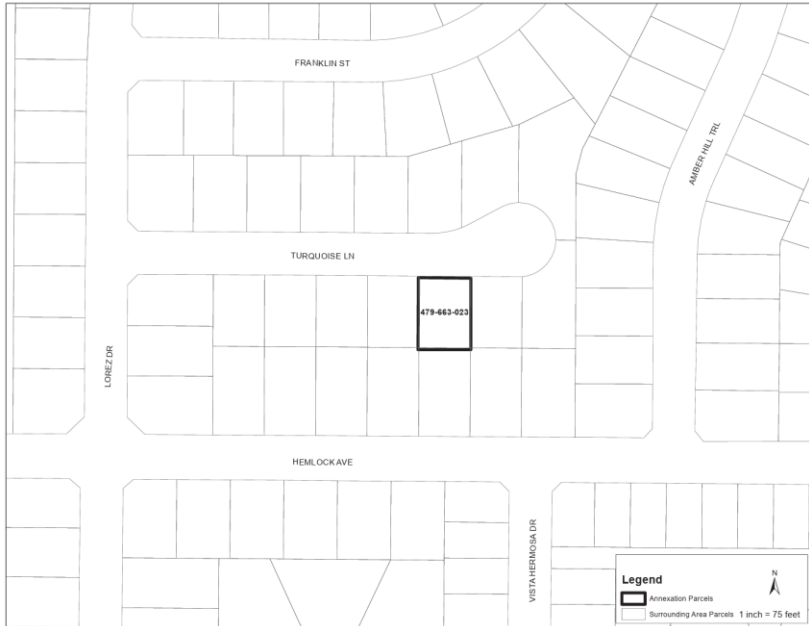 FRANKLIN ST
AMBER HILL TRL
TURQUOISE LN
479-663-023
LOREZ DR
HEMLOCK AVE
VISTA HERMOSA DR
Legend
N
Annexation Parcels
Surrounding Area Parcels 1 inch = 75 feet